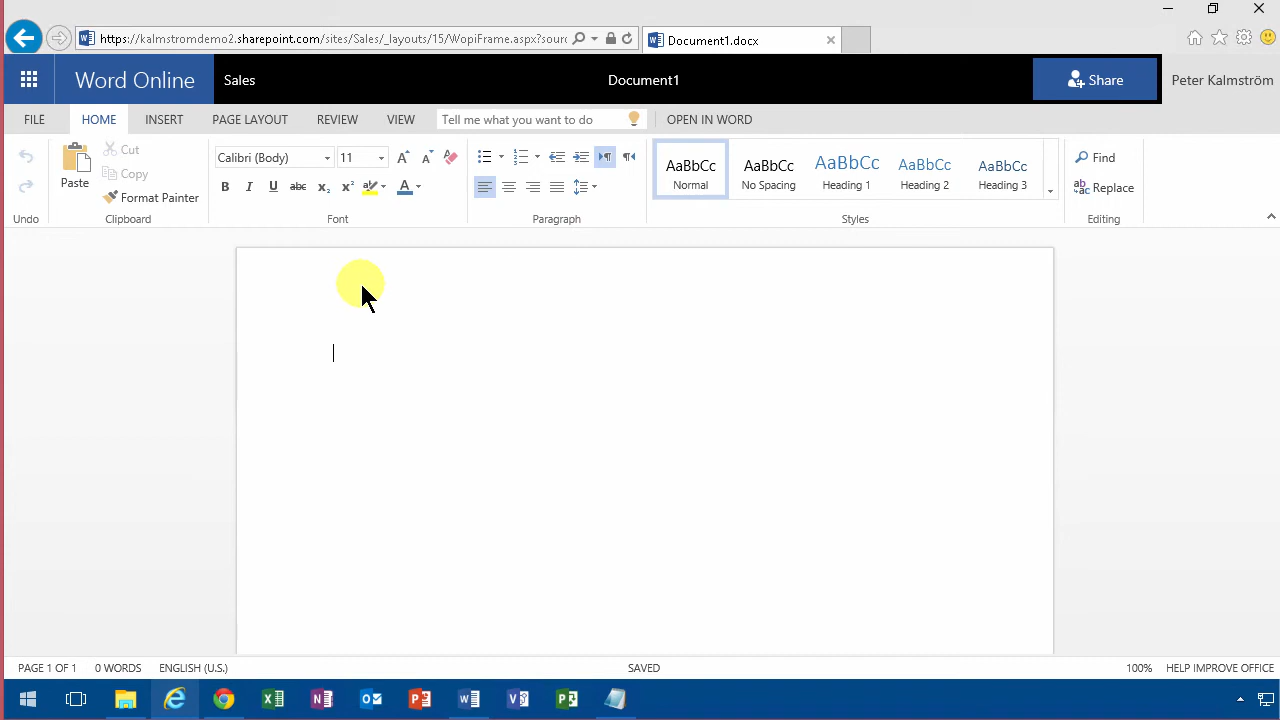 https://kalmstromdemo2.sharepoint.com/sites/Sales/_layouts/15/WopiFrame.aspx?sourc
Document1.docx
Word Online
Sales
Document1
Share
Peter Kalmström
FILE
HOME
INSERT
PAGE LAYOUT
REVIEW
VIEW
Tell me what you want to do
OPEN IN WORD
Paste
Cut
Copy
Format Painter
Calibri (Body)
11
B I U abc x₂ x² ab A
AaBbCc
Normal
AaBbCc
No Spacing
AaBbCc
Heading 1
AaBbCc
Heading 2
AaBbCc
Heading 3
Find
Replace
Undo
Clipboard
Font
Paragraph
Styles
Editing
PAGE 1 OF 1
0 WORDS
ENGLISH (U.S.)
SAVED
100%
HELP IMPROVE OFFICE